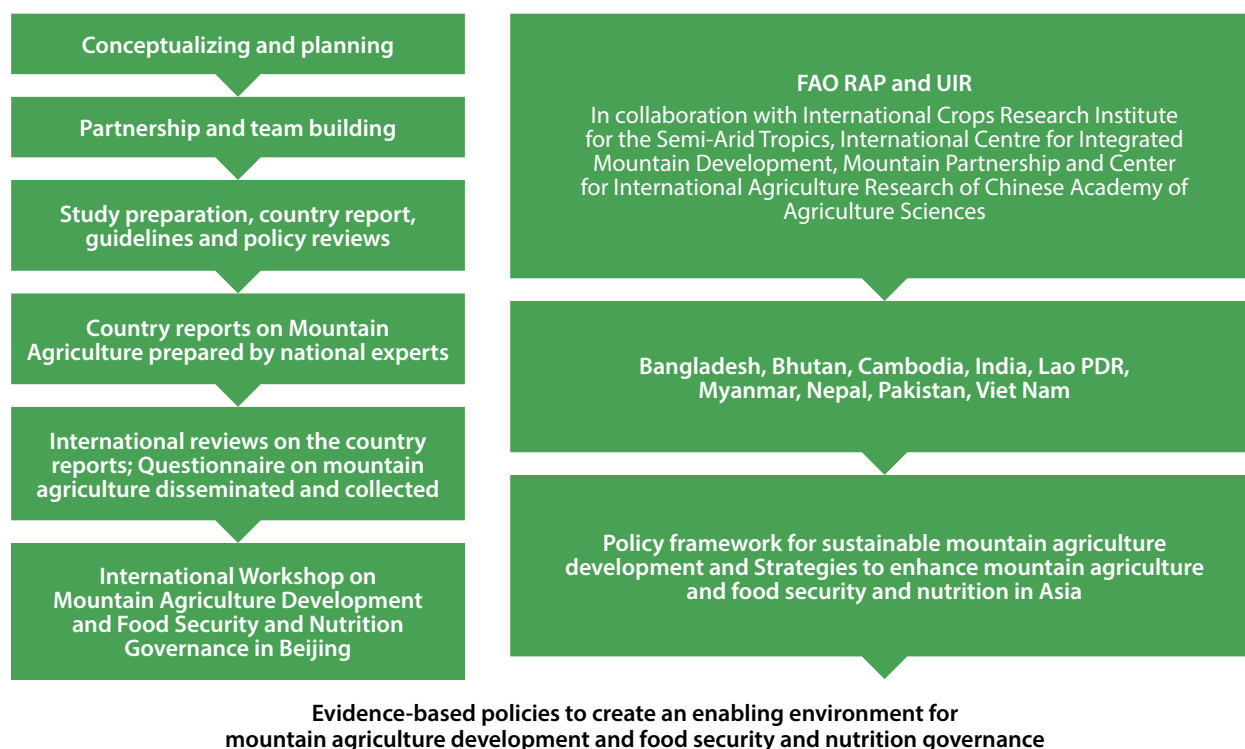 Conceptualizing and planning
Partnership and team building
Study preparation, country report,
guidelines and policy reviews
Country reports on Mountain
Agriculture prepared by national experts
International reviews on the country
reports; Questionnaire on mountain
agriculture disseminated and collected
International Workshop on
Mountain Agriculture Development
and Food Security and Nutrition
Governance in Beijing
FAO RAP and UIR
In collaboration with International Crops Research Institute
for the Semi-Arid Tropics, International Centre for Integrated
Mountain Development, Mountain Partnership and Center
for International Agriculture Research of Chinese Academy of
Agriculture Sciences
Bangladesh, Bhutan, Cambodia, India, Lao PDR,
Myanmar, Nepal, Pakistan, Viet Nam
Policy framework for sustainable mountain agriculture
development and Strategies to enhance mountain agriculture
and food security and nutrition in Asia
Evidence-based policies to create an enabling environment for
mountain agriculture development and food security and nutrition governance